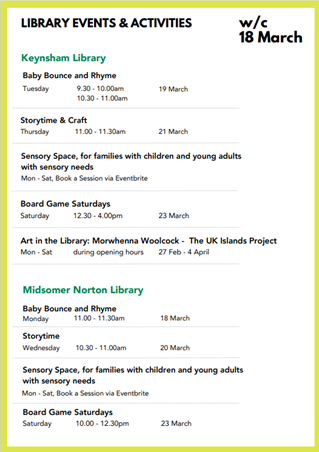 LIBRARY EVENTS & ACTIVITIES
w/c
18 March
Keynsham Library
Baby Bounce and Rhyme
Tuesday 9.30 - 10.00am 19 March
10.30 - 11.00am
Storytime & Craft
Thursday 11.00 - 11.30am 21 March
Sensory Space, for families with children and young adults
with sensory needs
Mon - Sat, Book a Session via Eventbrite
Board Game Saturdays
Saturday 12.30 - 4.00pm 23 March
Art in the Library: Morwhenna Woolcock - The UK Islands Project
Mon - Sat during opening hours 27 Feb - 4 April
Midsomer Norton Library
Baby Bounce and Rhyme
Monday 11.00 - 11.30am 18 March
Storytime
Wednesday 10.30 - 11.00am 20 March
Sensory Space, for families with children and young adults
with sensory needs
Mon - Sat, Book a Session via Eventbrite
Board Game Saturdays
Saturday 10.00 - 12.30pm 23 March